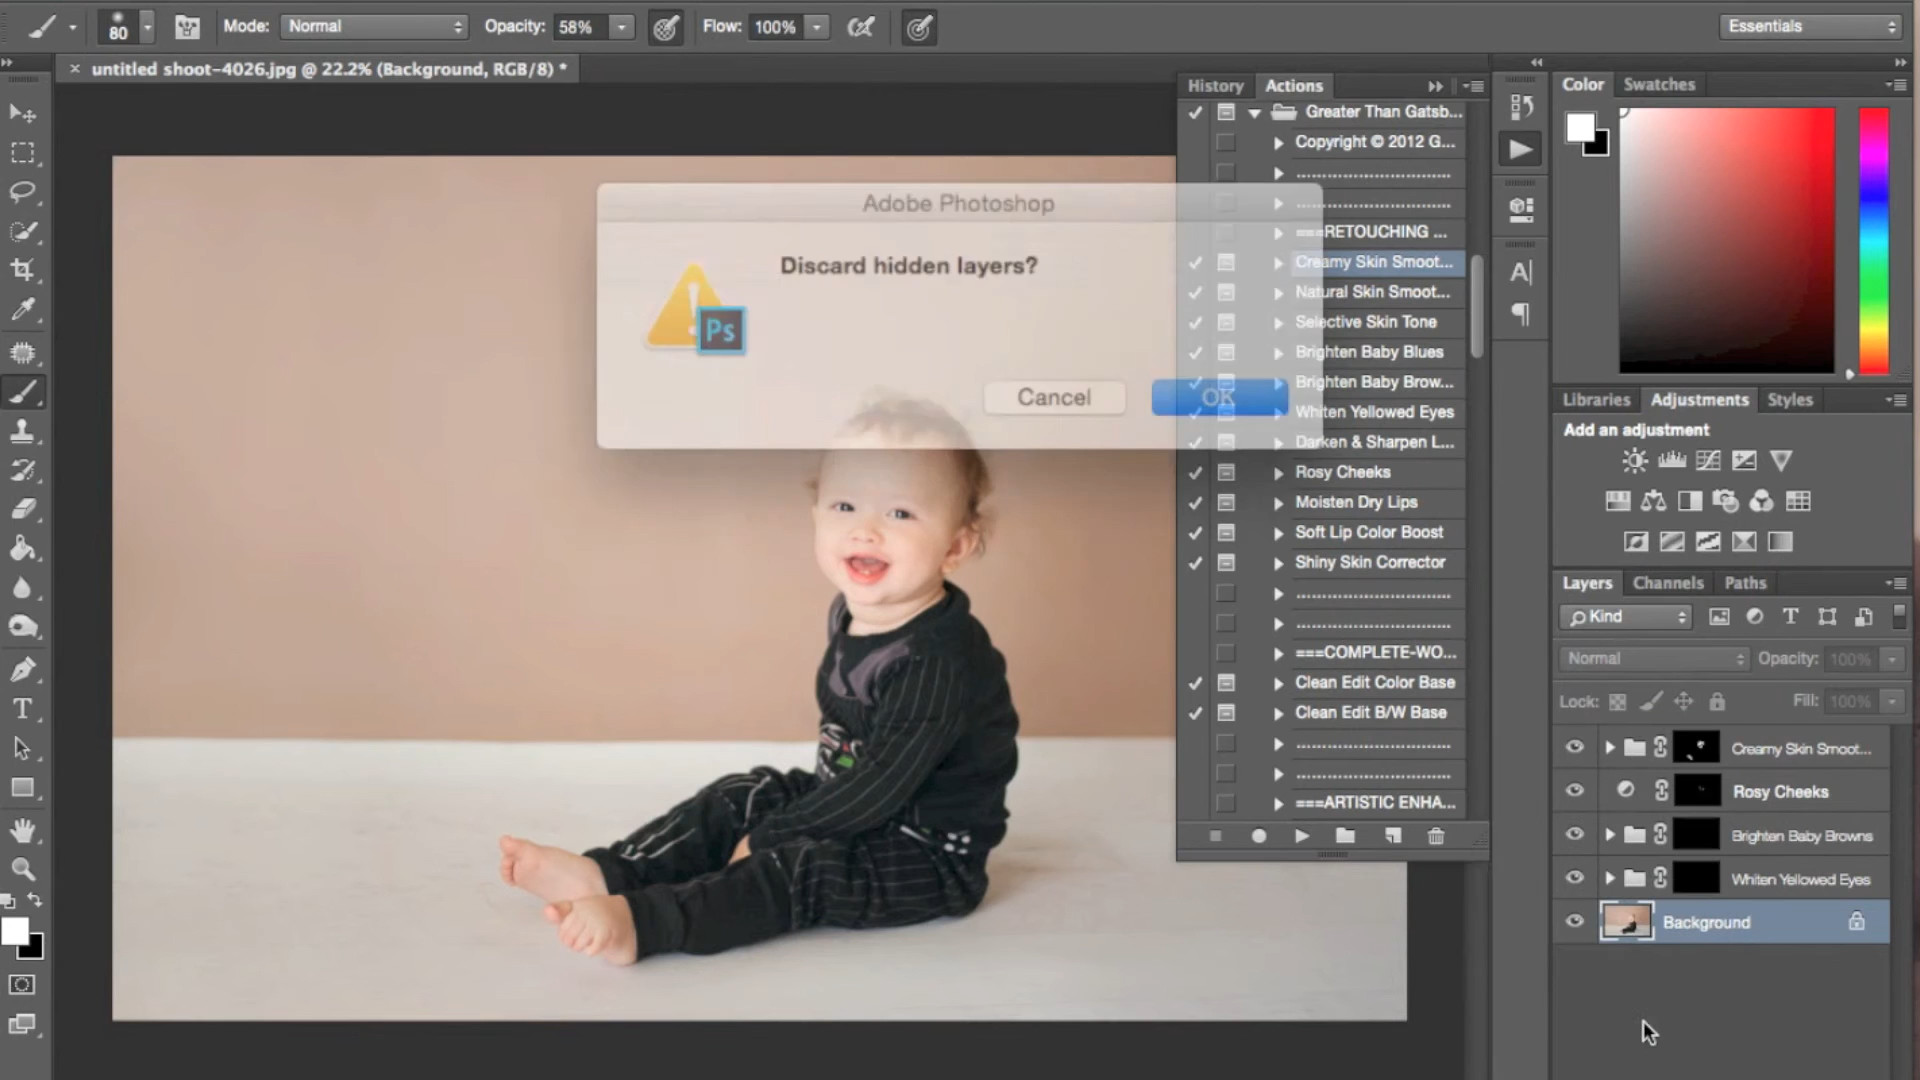 80
Mode: Normal
Opacity: 58%
Flow: 100%
Essentials
untitled shoot-4026.jpg @ 22.2% (Background, RGB/8) *
History
Actions
Greater Than Gatsb...
Copyright © 2012 G...
..............................
..............................
===RETOUCHING ...
Creamy Skin Smoot...
Natural Skin Smoot...
Selective Skin Tone
Brighten Baby Blues
Brighten Baby Brow...
Whiten Yellowed Eyes
Darken & Sharpen L...
Rosy Cheeks
Moisten Dry Lips
Soft Lip Color Boost
Shiny Skin Corrector
..............................
..............................
===COMPLETE-WO...
Clean Edit Color Base
Clean Edit B/W Base
..............................
..............................
===ARTISTIC ENHA...
Adobe Photoshop
Discard hidden layers?
Ps
Cancel
OK
Color
Swatches
Libraries
Adjustments
Styles
Add an adjustment
Layers
Channels
Paths
Kind
Normal
Opacity: 100%
Lock:
Fill: 100%
Creamy Skin Smoot...
Rosy Cheeks
Brighten Baby Browns
Whiten Yellowed Eyes
Background